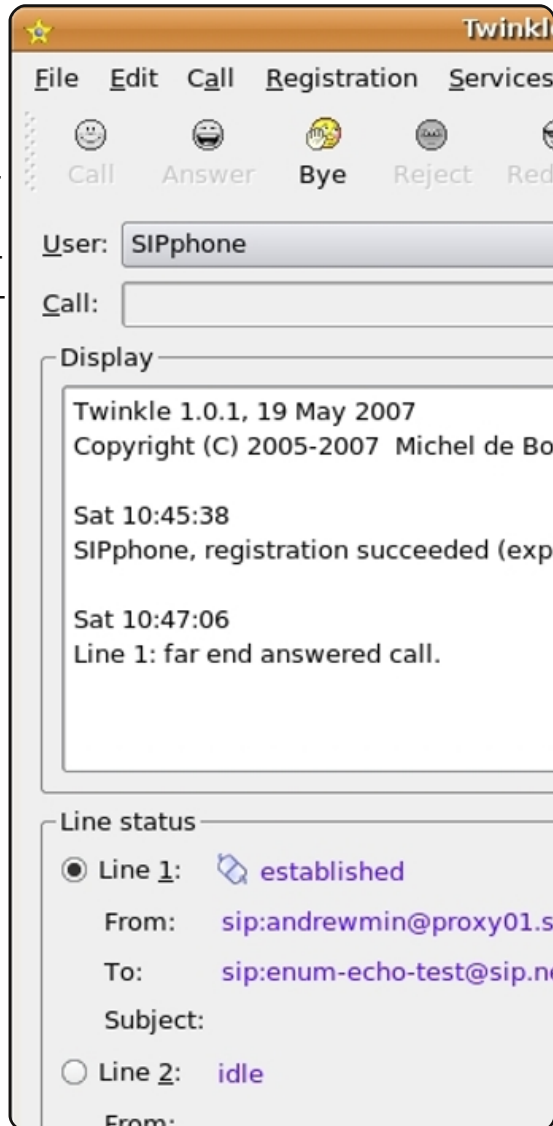 Twinkle
File Edit Call Registration Services
Call Answer Bye Reject Red
User: SIPphone
Call:
Display
Twinkle 1.0.1, 19 May 2007
Copyright (C) 2005-2007 Michel de Bo
Sat 10:45:38
SIPphone, registration succeeded (exp
Sat 10:47:06
Line 1: far end answered call.
Line status
Line 1: established
From: sip:andrewmin@proxy01.s
To: sip:enum-echo-test@sip.ne
Subject:
Line 2: idle
From: